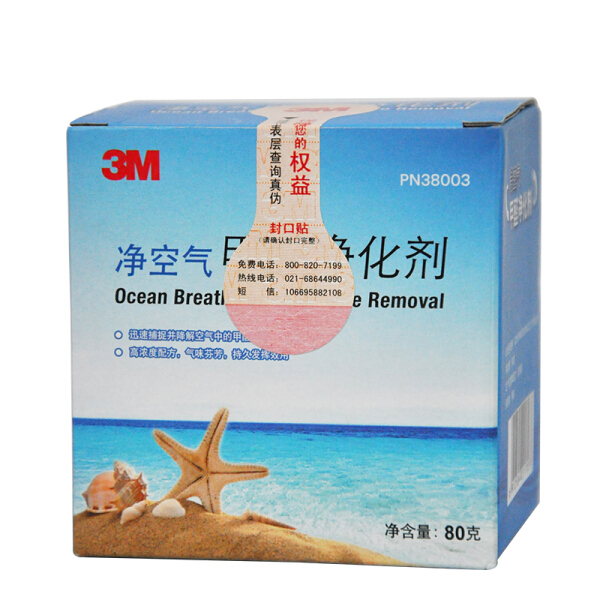 3M
PN38003
您的权益
表层查询真伪
封口贴
(请确认封口完整)
免费电话：800-820-7199
热线电话：021-68644990
短 信：106695882108
净空气 净化剂
Ocean Breath Removal
迅速捕捉并降解空气中的甲
高浓度配方，气味芬芳，持久发挥效用
净含量：80克